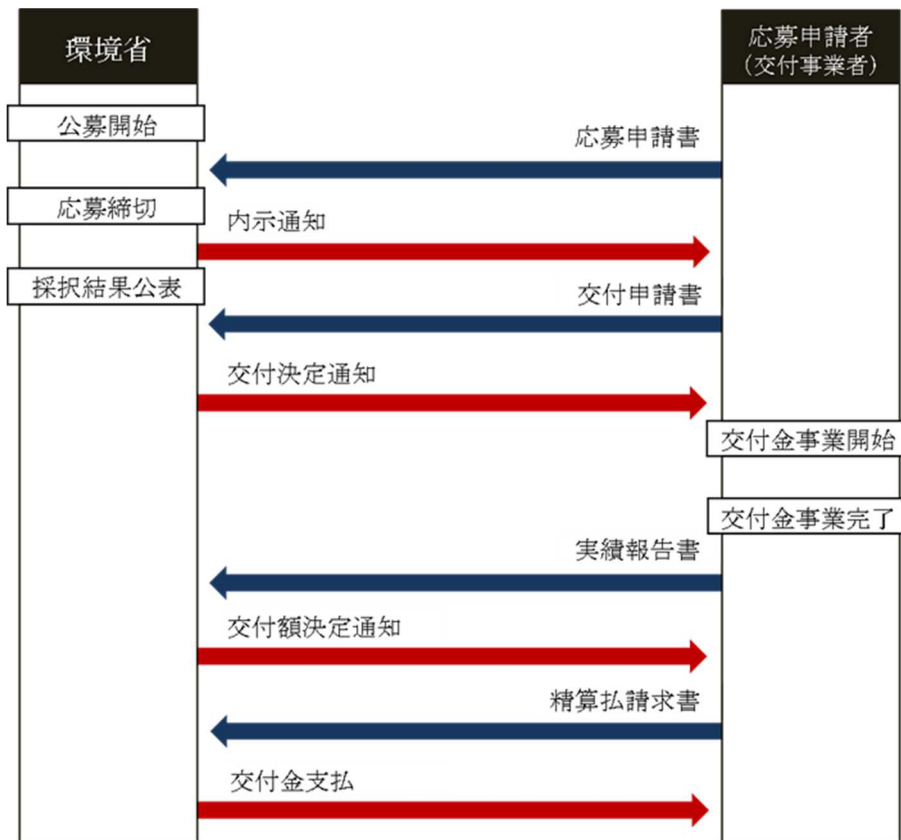 環境省
応募申請者
(交付事業者)
公募開始
応募申請書
応募締切
内示通知
採択結果公表
交付申請書
交付決定通知
交付金事業開始
交付金事業完了
実績報告書
交付額決定通知
精算払請求書
交付金支払